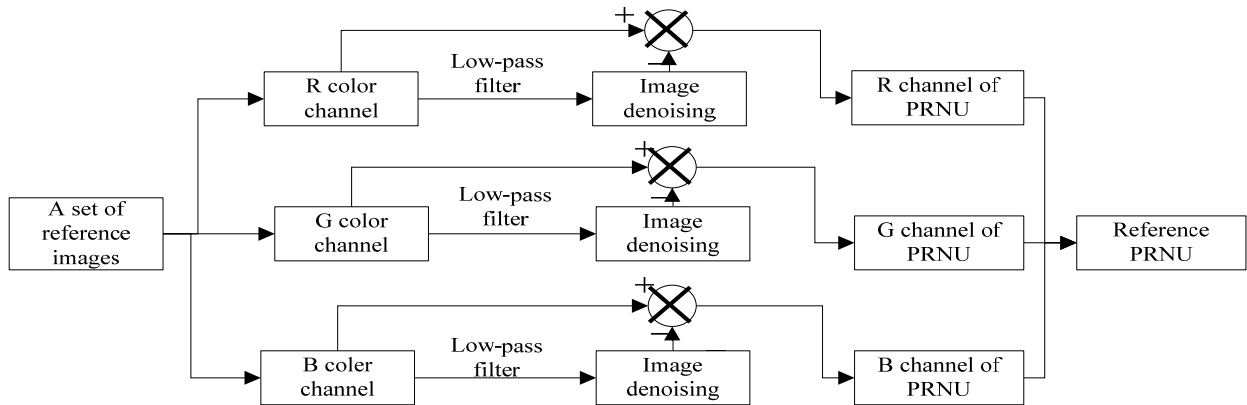 +
Low-pass
filter
R color
channel
Image
denoising
R channel of
PRNU
+
Low-pass
filter
A set of
reference
images
G color
channel
Image
denoising
G channel of
PRNU
Reference
PRNU
+
Low-pass
filter
B coler
channel
Image
denoising
B channel of
PRNU